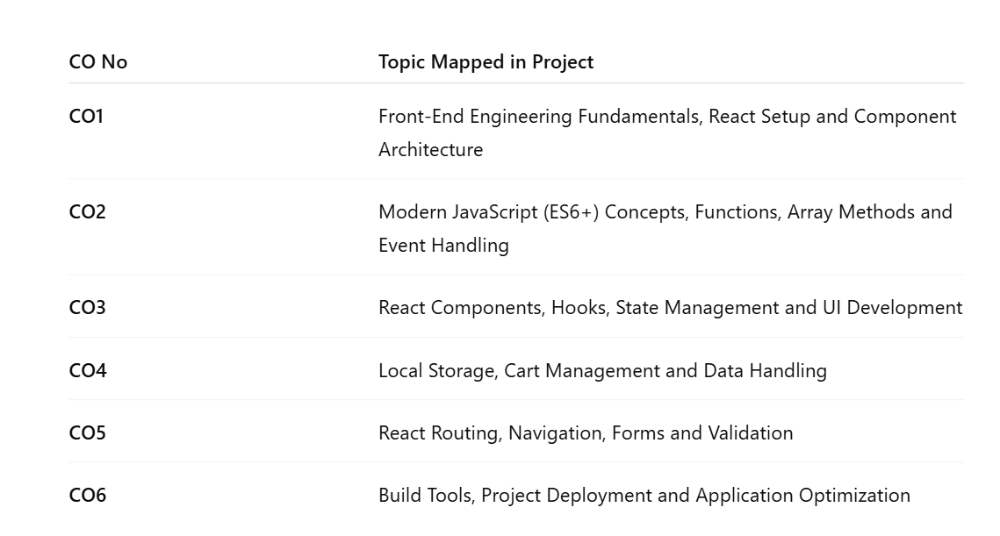 CO No Topic Mapped in Project
CO1 Front-End Engineering Fundamentals, React Setup and Component
Architecture
CO2 Modern JavaScript (ES6+) Concepts, Functions, Array Methods and
Event Handling
CO3 React Components, Hooks, State Management and UI Development
CO4 Local Storage, Cart Management and Data Handling
CO5 React Routing, Navigation, Forms and Validation
CO6 Build Tools, Project Deployment and Application Optimization